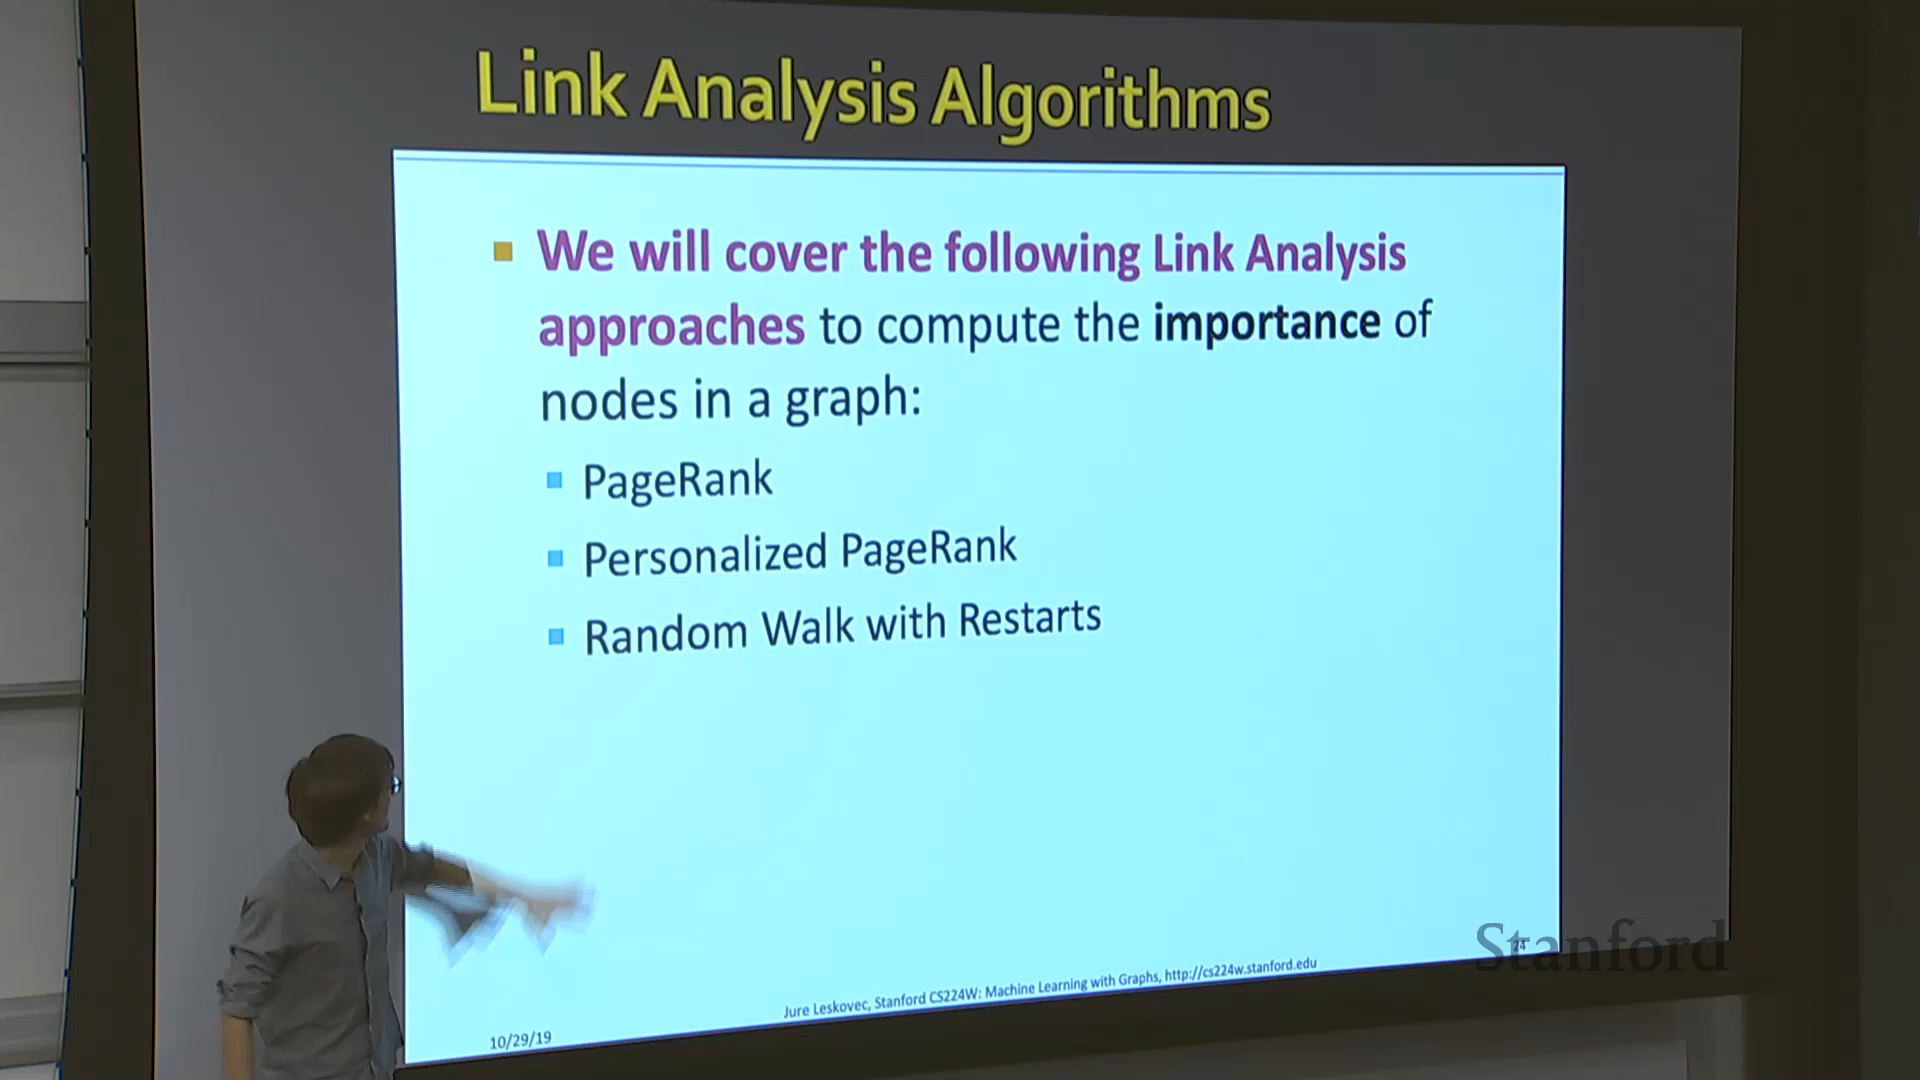 Link Analysis Algorithms
We will cover the following Link Analysis
approaches to compute the importance of
nodes in a graph:
PageRank
Personalized PageRank
Random Walk with Restarts
Stanford
24
Jure Leskovec, Stanford CS224W: Machine Learning with Graphs, http://cs224w.stanford.edu
10/29/19